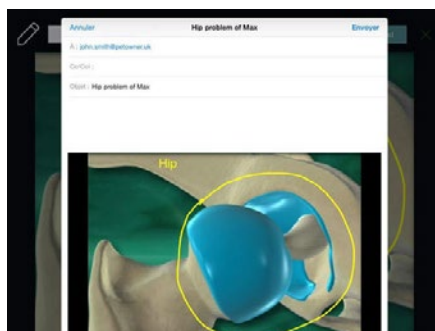 Annuler Hip problem of Max Envoyer
A : john.smith@petowner.uk
Cc/Cci :
Objet : Hip problem of Max
Hip